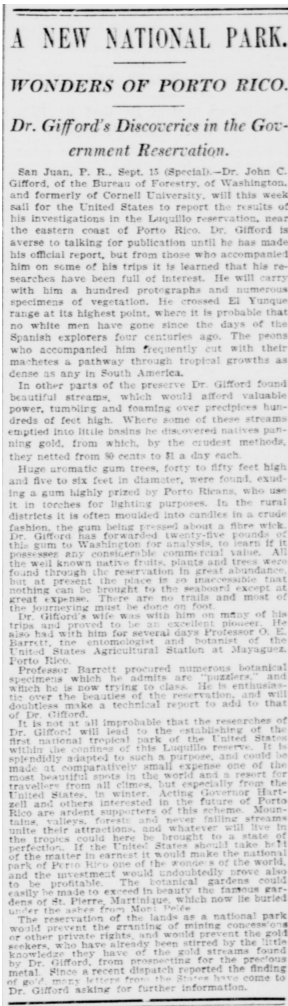 A NEW NATIONAL PARK.
WONDERS OF PORTO RICO.
Dr. Gifford's Discoveries in the Gov-
ernment Reservation.
San Juan, P. R., Sept. 15 (Special).—Dr. John C.
Gifford, of the Bureau of Forestry, of Washington,
and formerly of Cornell University, will this week
sail for the United States to report the results of
his investigations in the Luquillo reservation, near
the eastern coast of Porto Rico. Dr. Gifford is
averse to talking for publication until he has made
his official report, but from those who accompanied
him on some of his trips it is learned that his re-
searches have been full of interest. He will carry
with him a hundred protographs and numerous
specimens of vegetation. He crossed El Yunque
range at its highest point, where it is probable that
no white men have gone since the days of the
Spanish explorers four centuries ago. The peons
who accompanied him frequently cut with their
machetes a pathway through tropical growths as
dense as any in South America.
In other parts of the preserve Dr. Gifford found
beautiful streams, which would afford valuable
power, tumbling and foaming over precipices hun-
dreds of feet high. Where some of these streams
emptied into little basins he discovered natives pan-
ning gold, from which, by the crudest methods,
they netted from 80 cents to $1 a day each.
Huge aromatic gum trees, forty to fifty feet high
and five to six feet in diameter, were found, exud-
ing a gum highly prized by Porto Ricans, who use
it in torches for lighting purposes. In the rural
districts it is often moulded into candles in a crude
fashion, the gum being pressed about a fibre wick.
Dr. Gifford has forwarded twenty-five pounds of
this gum to Washington for analysis, to learn if it
possesses any considerable commercial value. All
the well known native fruits, plants and trees were
found through the reservation in great abundance,
but at present the place is so inaccessible that
nothing can be brought to the seaboard except at
great expense. There are no trails and most of
the journeying must be done on foot.
Dr. Gifford's wife was with him on many of his
trips and proved to be an excellent pioneer. He
also had with him for several days Professor O. E.
Barrett, the entomologist and botanist of the
United States Agricultural Station at Mayaguez,
Porto Rico.
Professor Barrett procured numerous botanical
specimens which he admits are "puzzlers," and
which he is now trying to class. He is enthusias-
tic over the beauties of the reservation, and will
doubtless make a technical report to add to that
of Dr. Gifford.
It is not at all improbable that the researches of
Dr. Gifford will lead to the establishing of the
first national tropical park of the United States
within the confines of this Luquillo reserve. It is
splendidly adapted to such a purpose, and could be
made at comparatively small expense one of the
most beautiful spots in the world and a resort for
travellers from all climes, but especially from the
United States, in winter. Acting Governor Hart-
zell and others interested in the future of Porto
Rico are ardent supporters of this scheme. Moun-
tains, valleys, forests and never failing streams
unite their attractions, and whatever will live in
the tropics could here be brought to a state of
perfection. If the United States should take hold
of the matter in earnest it would make the national
park of Porto Rico one of the wonders of the world,
and the investment would undoubtedly prove also
to be profitable. The botanical gardens could
easily be made to exceed in beauty the famous gar-
dens of St. Pierre, Martinique, which now lie buried
under the ashes from Mont Pelée.
The reservation of the lands as a national park
would prevent the granting of mining concessions
or other private rights, and would prevent the gold
seekers, who have already been stirred by the little
knowledge they have of the gold streams found
by Dr. Gifford, from prospecting for the precious
metal. Since a recent dispatch reported the finding
of gold many letters from the States have come to
Dr. Gifford asking for further information.